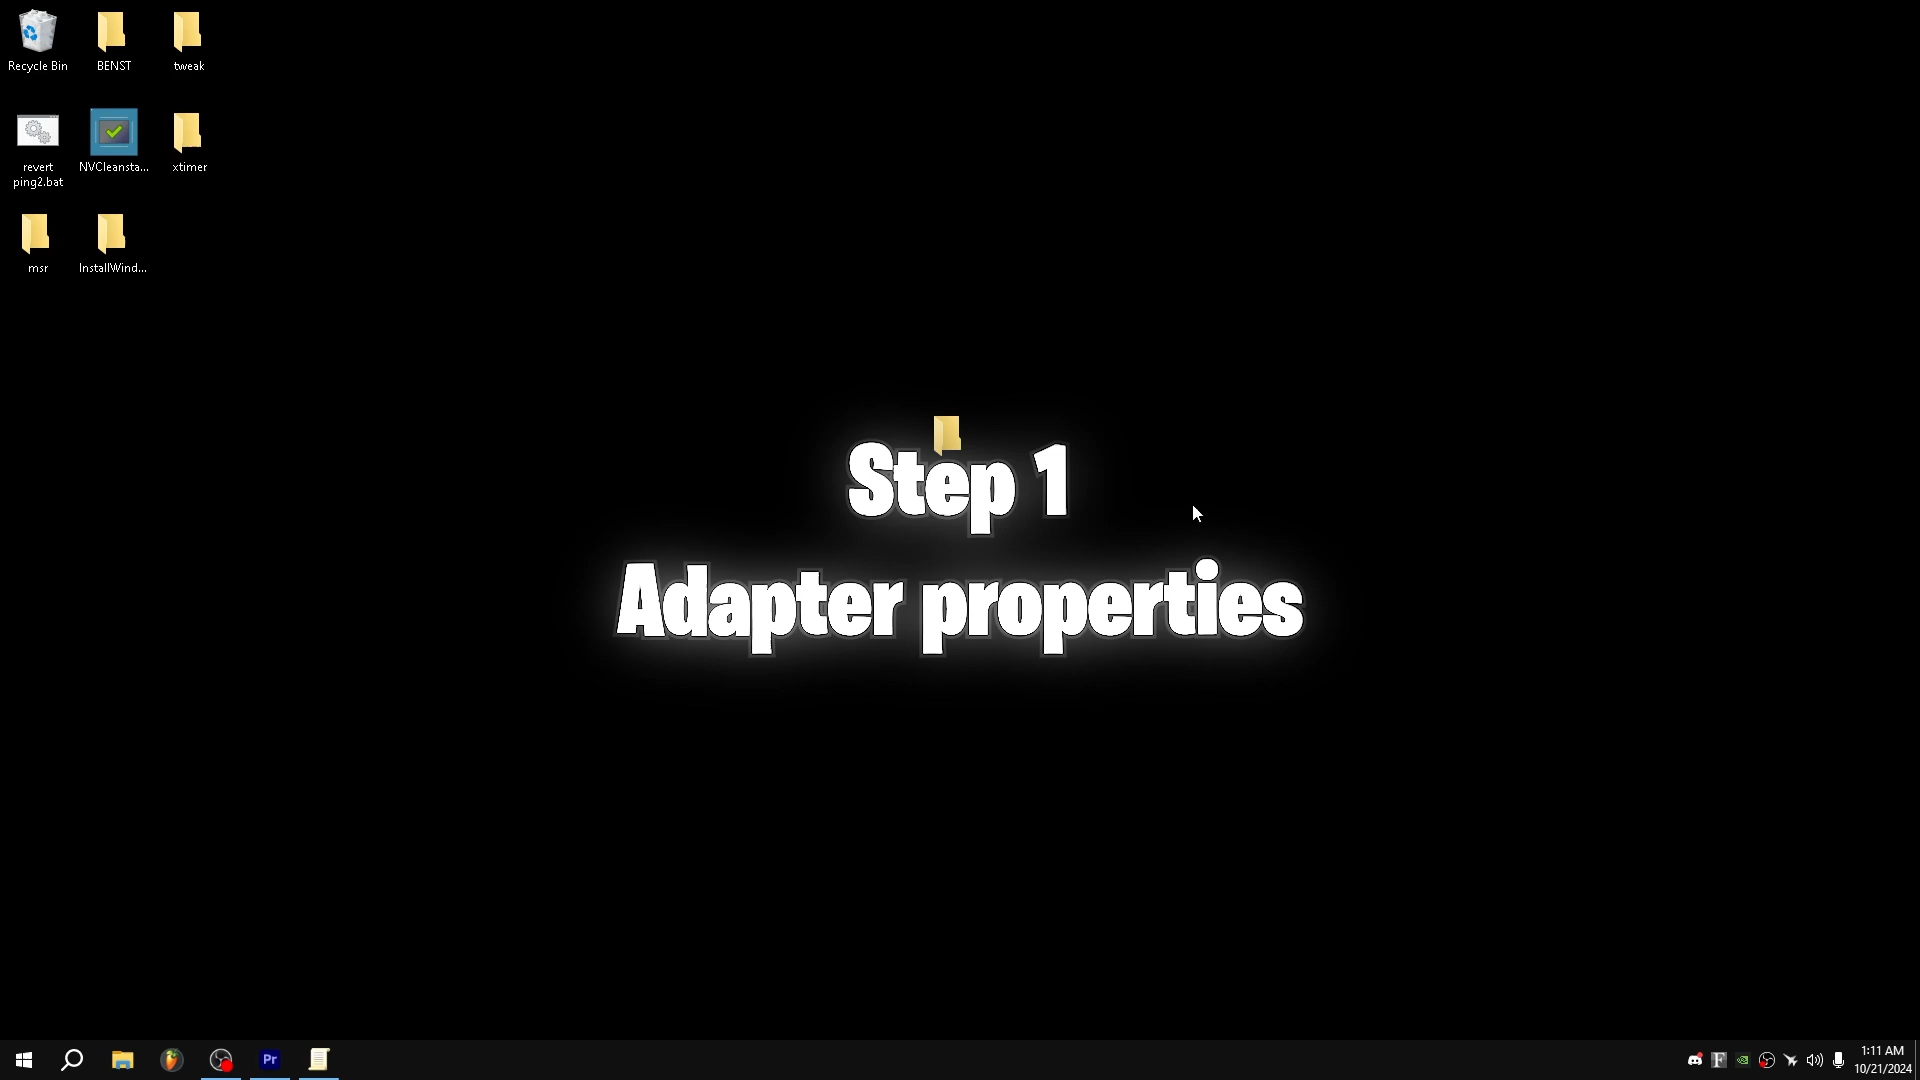 Recycle Bin
BENST
tweak
revert
ping2.bat
NVCleansta...
xtimer
msr
InstallWind...
Step 1
Adapter properties
Pr
F
1:11 AM
10/21/2024